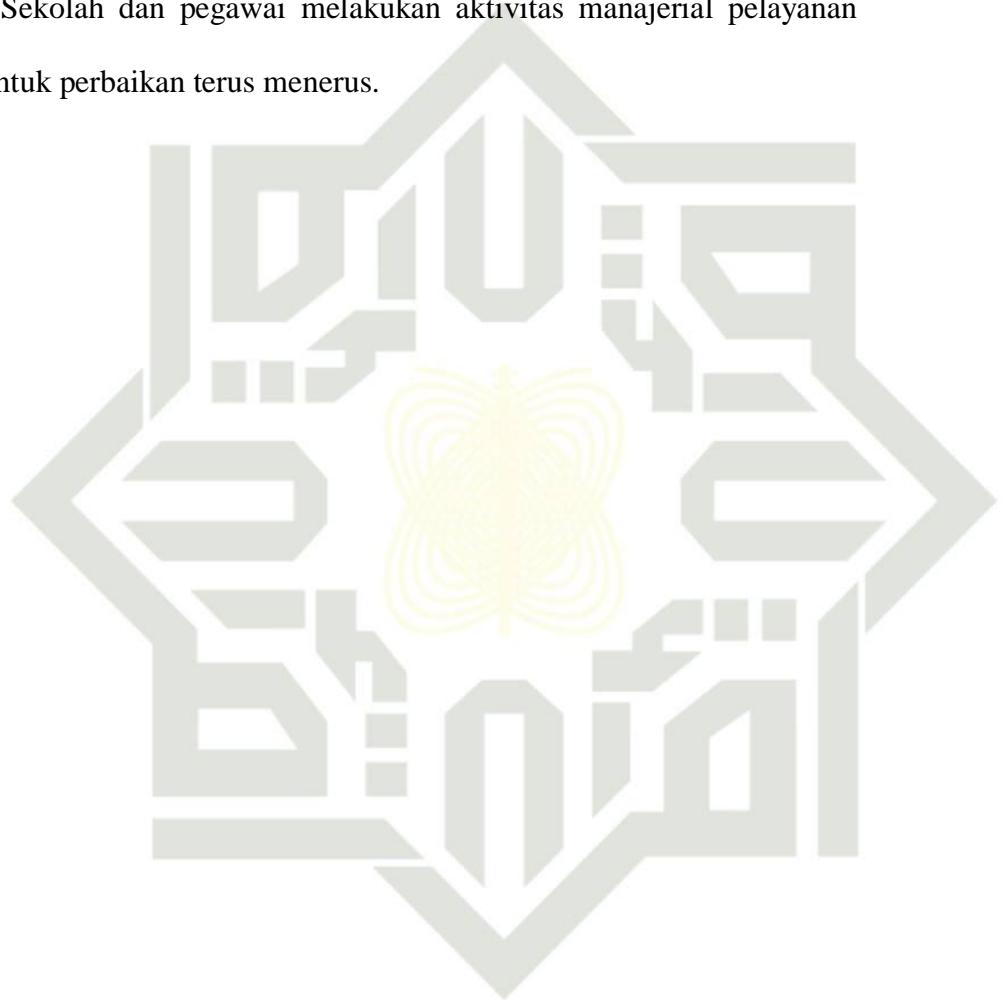 Sekolah dan pegawai melakukan aktivitas manajerial pelayanan
ntuk perbaikan terus menerus.